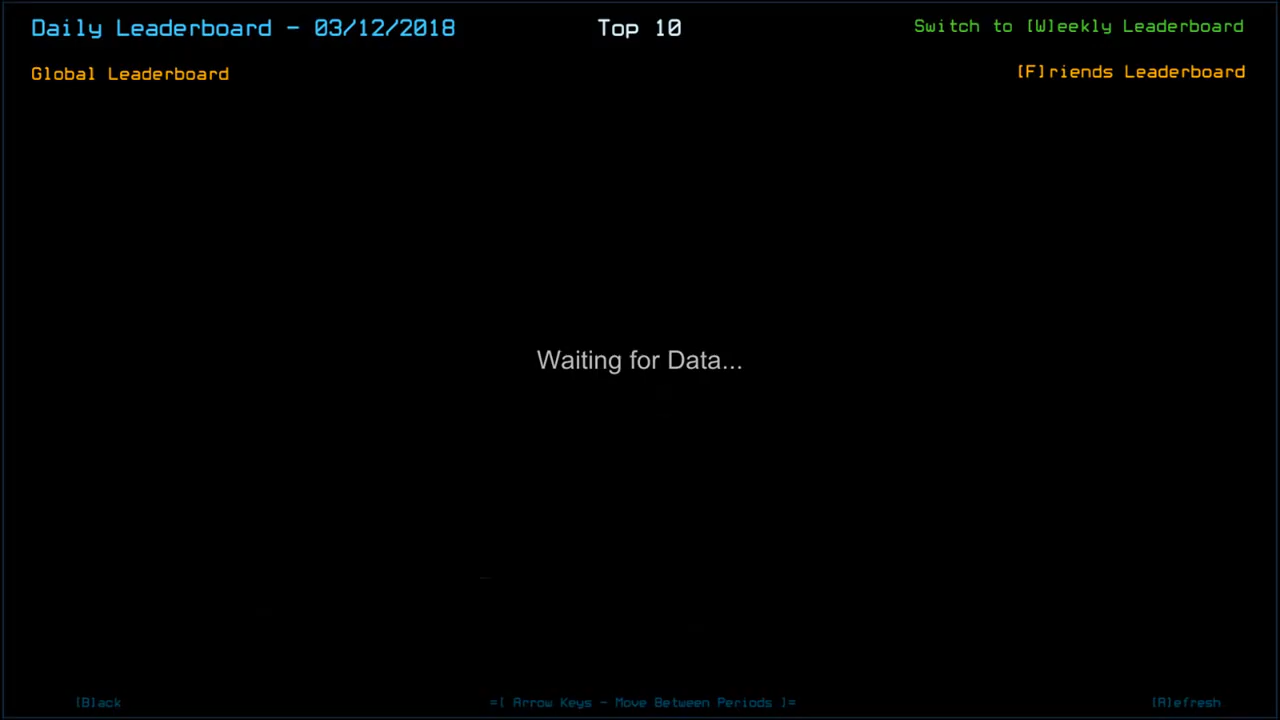 Daily Leaderboard - 03/12/2018
Top 10
Switch to [W]eekly Leaderboard
Global Leaderboard
[F]riends Leaderboard
Waiting for Data...
[B]lack
=[ Arrow Keys - Move Between Periods ]=
[R]efresh